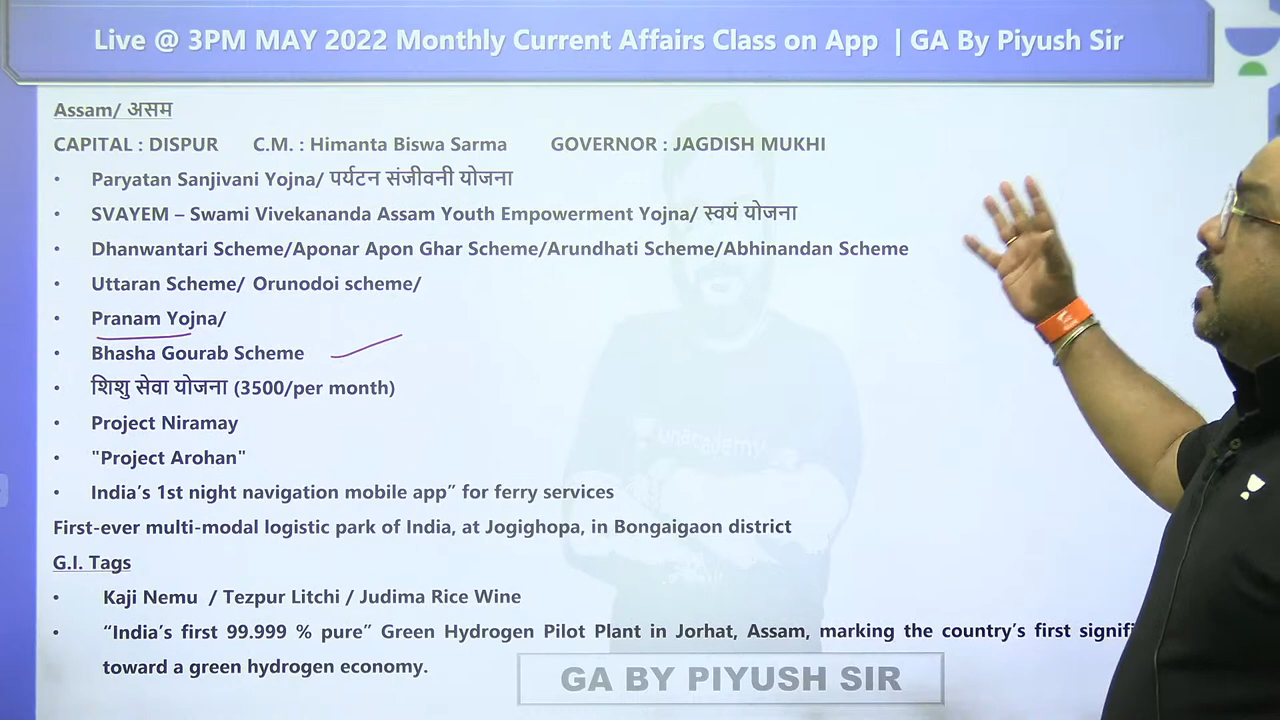 Live @ 3PM MAY 2022 Monthly Current Affairs Class on App | GA By Piyush Sir
Assam/ असम
CAPITAL : DISPUR C.M. : Himanta Biswa Sarma GOVERNOR : JAGDISH MUKHI
• Paryatan Sanjivani Yojna/ पर्यटन संजीवनी योजना
• SVAYEM – Swami Vivekananda Assam Youth Empowerment Yojna/ स्वयं योजना
• Dhanwantari Scheme/Aponar Apon Ghar Scheme/Arundhati Scheme/Abhinandan Scheme
• Uttaran Scheme/ Orunodoi scheme/
• Pranam Yojna/
• Bhasha Gourab Scheme
• शिशु सेवा योजना (3500/per month)
• Project Niramay
• "Project Arohan"
• India's 1st night navigation mobile app” for ferry services
First-ever multi-modal logistic park of India, at Jogighopa, in Bongaigaon district
G.I. Tags
• Kaji Nemu / Tezpur Litchi / Judima Rice Wine
• “India’s first 99.999 % pure” Green Hydrogen Pilot Plant in Jorhat, Assam, marking the country’s first
toward a green hydrogen economy.
unacademy
GA BY PIYUSH SIR